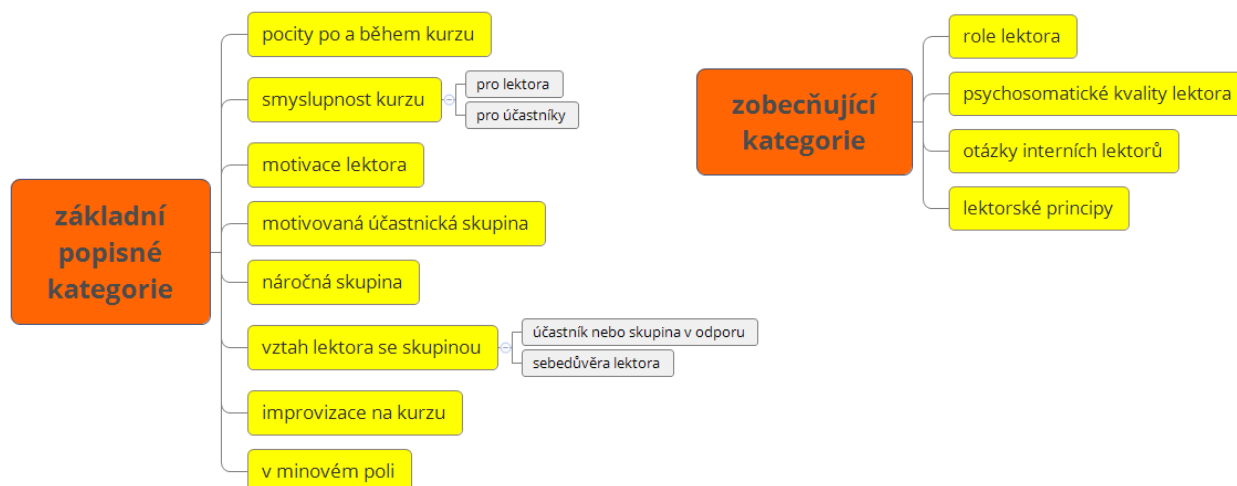 základní
popisné
kategorie
pocity po a během kurzu
smyslupnost kurzu
pro lektora
pro účastníky
motivace lektora
motivovaná účastnická skupina
náročná skupina
vztah lektora se skupinou
účastník nebo skupina v odporu
sebedůvěra lektora
improvizace na kurzu
v minovém poli
zobecňující
kategorie
role lektora
psychosomatické kvality lektora
otázky interních lektorů
lektorské principy